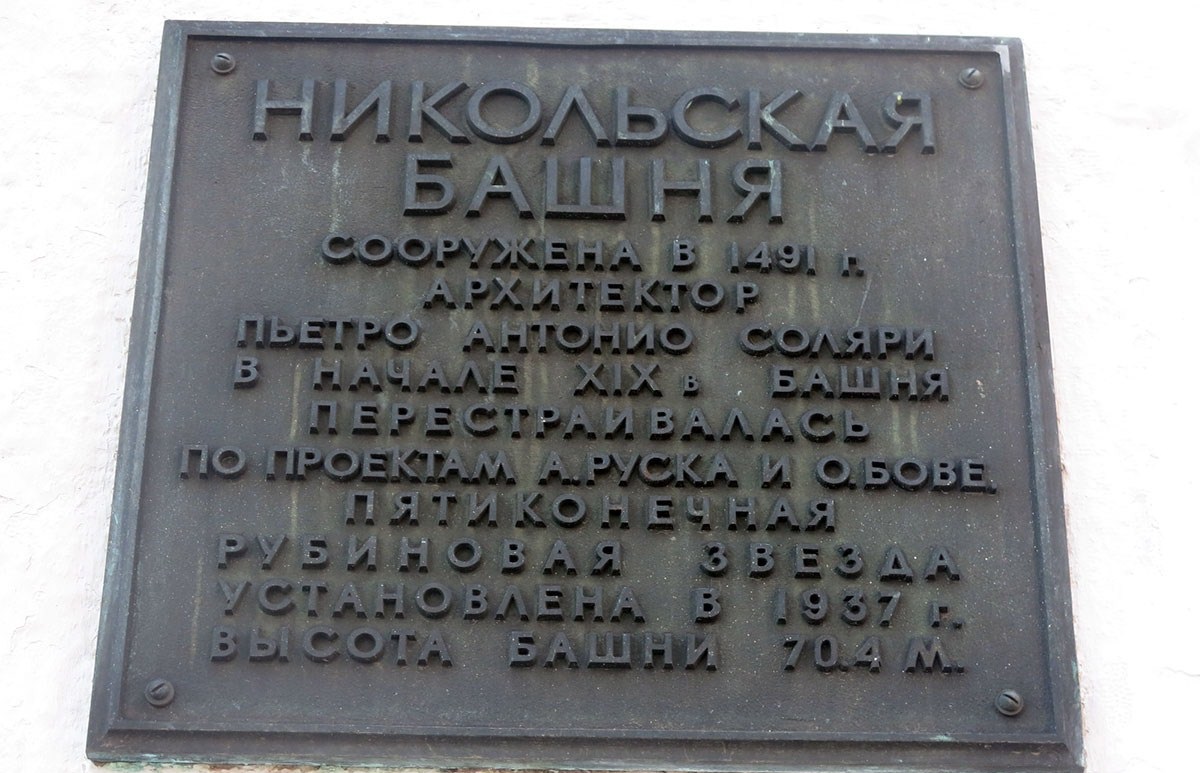 НИКОЛЬСКАЯ
БАШНЯ
СООРУЖЕНА В 1491 г.
АРХИТЕКТОР
ПЬЕТРО АНТОНИО СОЛЯРИ
В НАЧАЛЕ XIX в БАШНЯ
ПЕРЕСТРАИВАЛАСЬ
ПО ПРОЕКТАМ А.РУСКА И О.БОВЕ.
ПЯТИКОНЕЧНАЯ
РУБИНОВАЯ ЗВЕЗДА
УСТАНОВЛЕНА В 1937 г.
ВЫСОТА БАШНИ 70.4 М.